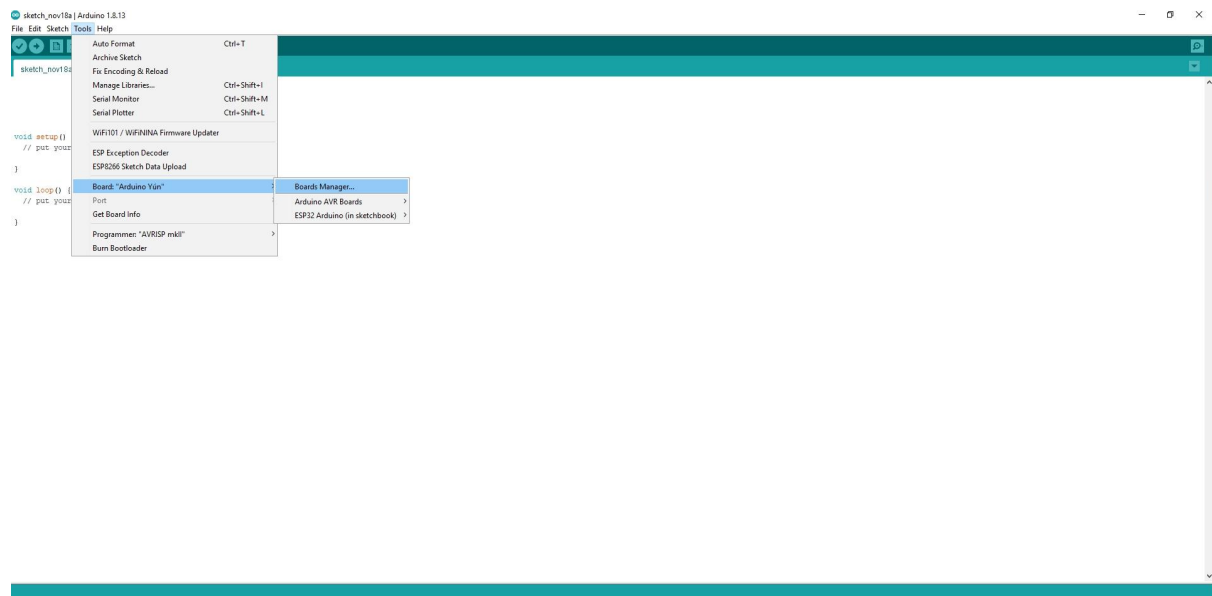 sketch_nov18a | Arduino 1.8.13
File Edit Sketch Tools Help
sketch_nov18a
Auto Format Ctrl+T
Archive Sketch
Fix Encoding & Reload
Manage Libraries... Ctrl+Shift+I
Serial Monitor Ctrl+Shift+M
Serial Plotter Ctrl+Shift+L
WiFi101 / WiFiNINA Firmware Updater
ESP Exception Decoder
ESP8266 Sketch Data Upload
Board: "Arduino Yún"
Port
Get Board Info
Programmer: "AVRISP mkII"
Burn Bootloader
Boards Manager...
Arduino AVR Boards
ESP32 Arduino (in sketchbook)
void setup()
// put your
}
void loop() {
// put your
}